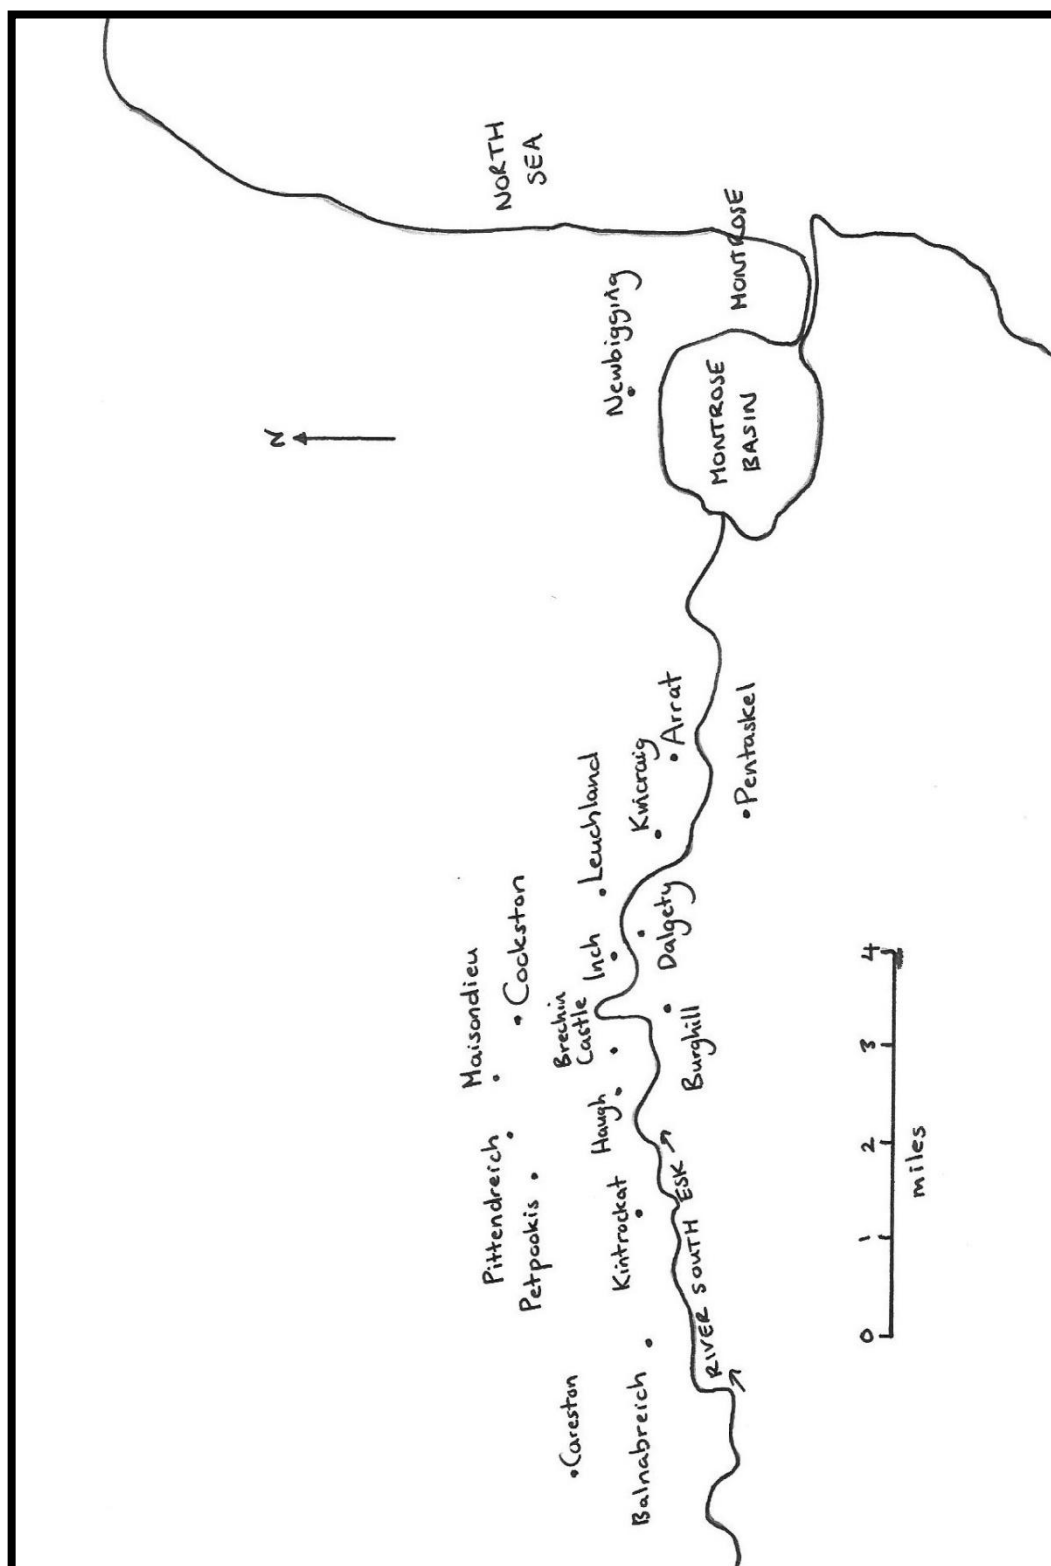 N
NORTH
SEA
Maisondieu
Cockston
Pittendreich
Petpookis
Careston
Brechin
Castle
Inch
Leuchland
Newbigging
Haugh
Kintrockat
Balnabreich
Kincraig
Arrat
Dalgety
Burghill
Pentaskel
MONTROSE
BASIN
MONTROSE
RIVER SOUTH ESK
0 1 2 3 4
miles